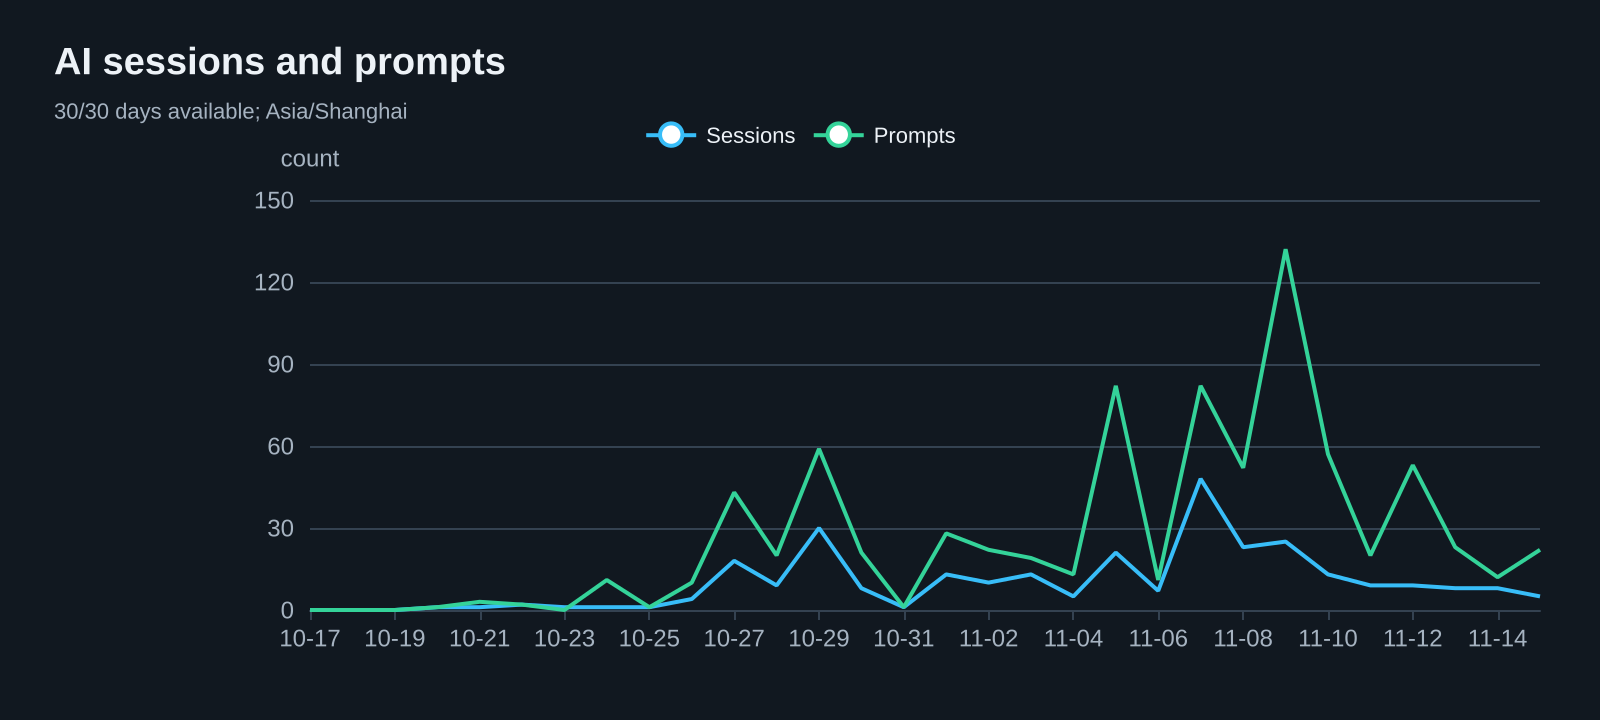 AI sessions and prompts
30/30 days available; Asia/Shanghai
Sessions Prompts
count
150
120
90
60
30
0
10-17 10-19 10-21 10-23 10-25 10-27 10-29 10-31 11-02 11-04 11-06 11-08 11-10 11-12 11-14